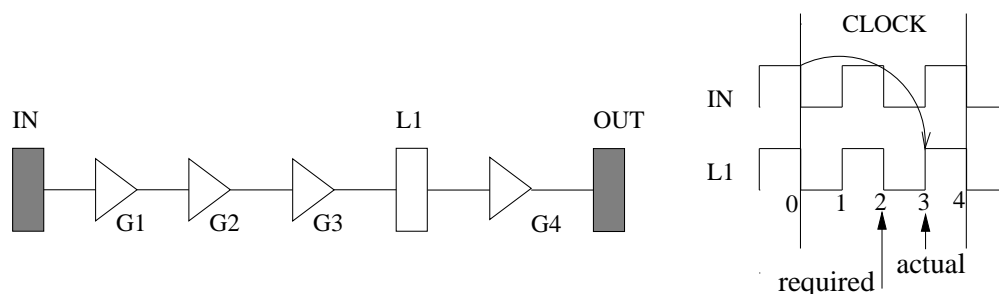 IN
L1
OUT
G1
G2
G3
G4
CLOCK
IN
L1
0
1
2
3
4
required
actual